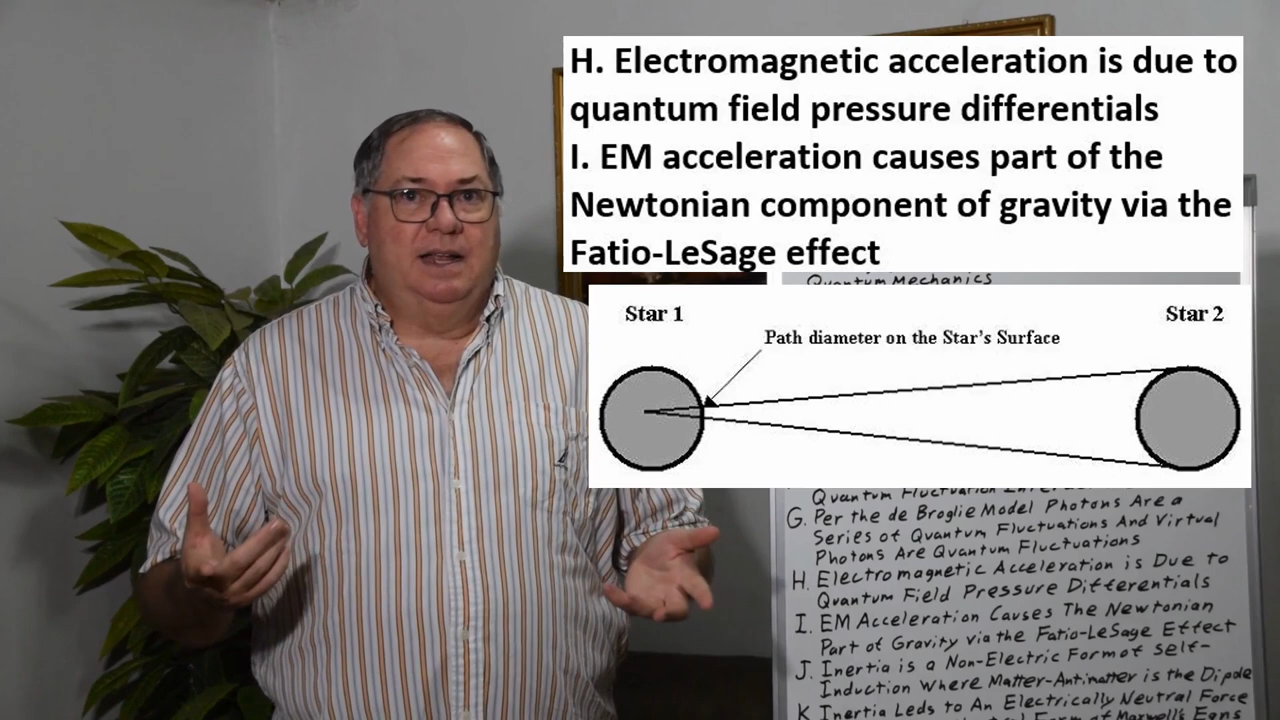 H. Electromagnetic acceleration is due to
quantum field pressure differentials
I. EM acceleration causes part of the
Newtonian component of gravity via the
Fatio-LeSage effect
Quantum Mechanics
Star 1
Star 2
Path diameter on the Star's Surface
Quantum Fluctuation
G. Per the de Broglie Model Photons Are a
Series of Quantum Fluctuations And Virtual
Photons Are Quantum Fluctuations
H. Electromagnetic Acceleration is Due to
Quantum Field Pressure Differentials
I. EM Acceleration Causes The Newtonian
Part of Gravity via the Fatio-LeSage Effect
J. Inertia is a Non-Electric Form of Self-
Induction Where Matter-Antimatter is the Dipole
K Inertia Leds to An Electrically Neutral Force
Form of Maxwell's Eqns